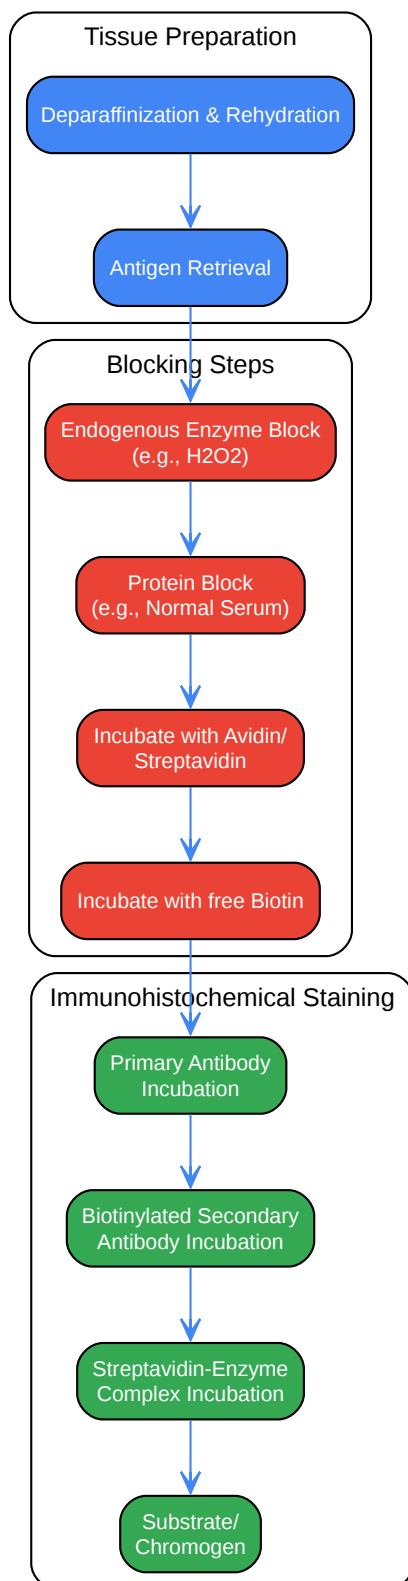 Tissue Preparation
Deparaffinization & Rehydration
Antigen Retrieval
Blocking Steps
Endogenous Enzyme Block
(e.g., H2O2)
Protein Block
(e.g., Normal Serum)
Incubate with Avidin/
Streptavidin
Incubate with free Biotin
Immunohistochemical Staining
Primary Antibody
Incubation
Biotinylated Secondary
Antibody Incubation
Streptavidin-Enzyme
Complex Incubation
Substrate/
Chromogen